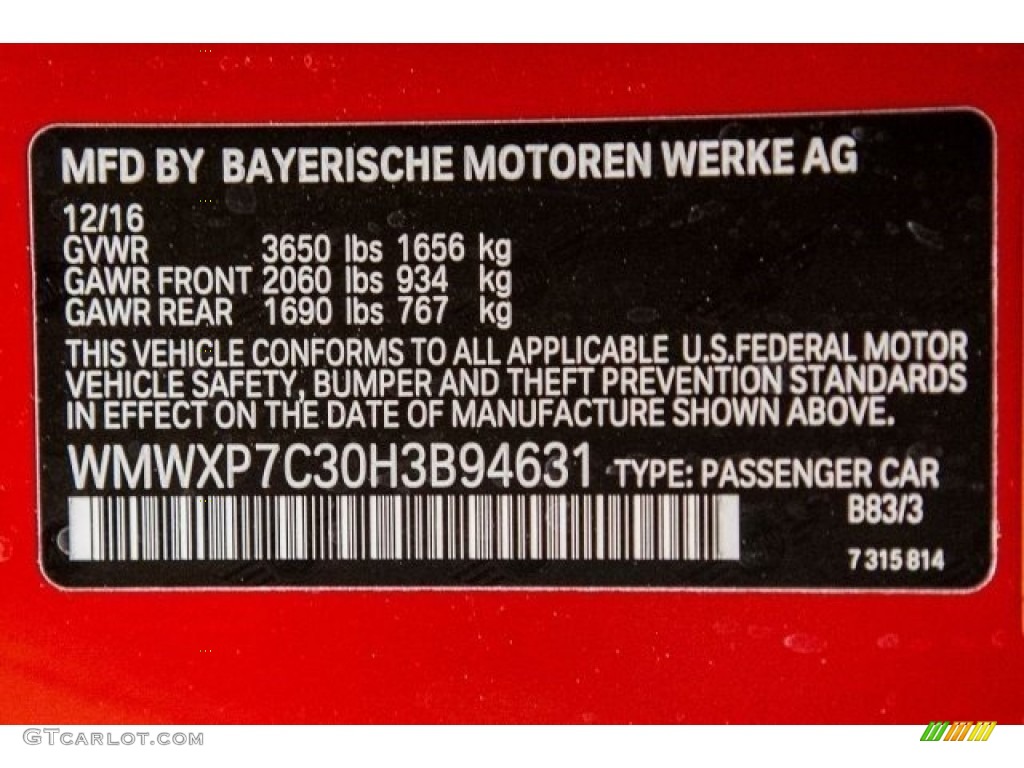 MFD BY BAYERISCHE MOTOREN WERKE AG
12/16
GVWR 3650 lbs 1656 kg
GAWR FRONT 2060 lbs 934 kg
GAWR REAR 1690 lbs 767 kg
THIS VEHICLE CONFORMS TO ALL APPLICABLE U.S.FEDERAL MOTOR
VEHICLE SAFETY, BUMPER AND THEFT PREVENTION STANDARDS
IN EFFECT ON THE DATE OF MANUFACTURE SHOWN ABOVE.
WMWXP7C30H3B94631 TYPE: PASSENGER CAR
B83/3
7 315 814
GTCARLOT.COM